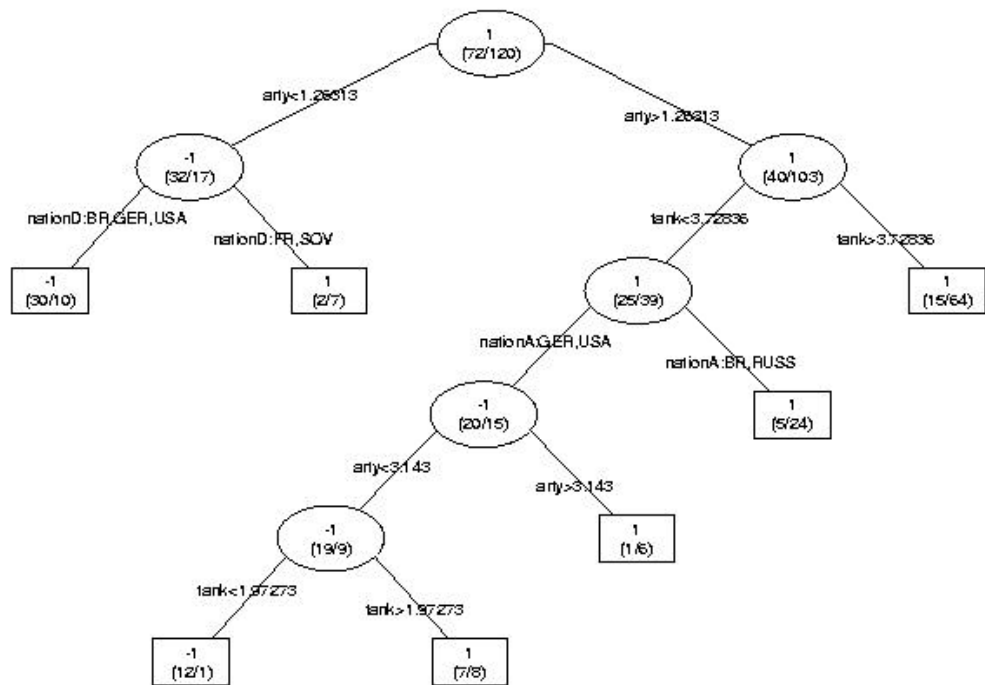 1
(72/120)
arty<1.26313
arty>1.26313
-1
(32/17)
1
(40/103)
nationD:BR,GER,USA
nationD:FR,SOV
tank<3.72836
tank>3.72836
-1
(30/10)
1
(2/7)
1
(25/39)
1
(15/64)
nationA:GER,USA
nationA:BR,RUSS
-1
(20/15)
1
(5/24)
arty<3.143
arty>3.143
-1
(19/9)
1
(1/6)
tank<1.97273
tank>1.97273
-1
(12/1)
1
(7/8)